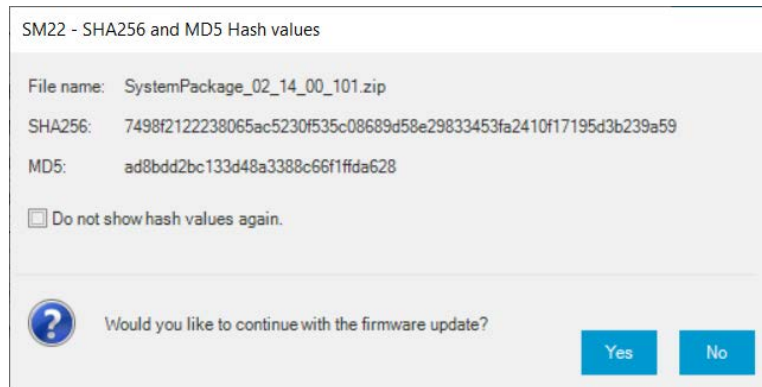 SM22 - SHA256 and MD5 Hash values
File name: SystemPackage_02_14_00_101.zip
SHA256: 7498f2122238065ac5230f535c08689d58e29833453fa2410f17195d3b239a59
MD5: ad8bdd2bc133d48a3388c66f1ffda628
Do not show hash values again.
Would you like to continue with the firmware update?
Yes No